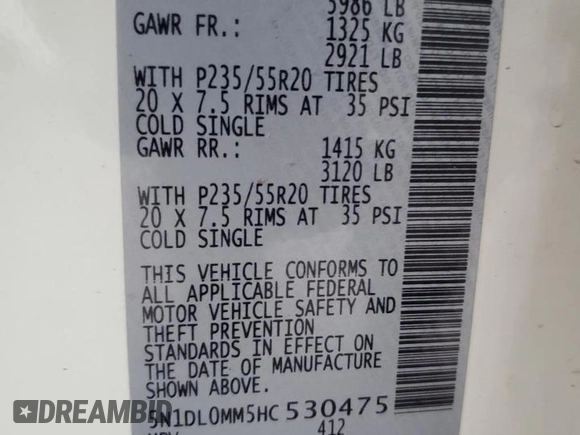 5986 LB
GAWR FR.: 1325 KG
2921 LB
WITH P235/55R20 TIRES
20 X 7.5 RIMS AT 35 PSI
COLD SINGLE
GAWR RR.: 1415 KG
3120 LB
WITH P235/55R20 TIRES
20 X 7.5 RIMS AT 35 PSI
COLD SINGLE
THIS VEHICLE CONFORMS TO
ALL APPLICABLE FEDERAL
MOTOR VEHICLE SAFETY AND
THEFT PREVENTION
STANDARDS IN EFFECT ON
THE DATE OF MANUFACTURE
SHOWN ABOVE.
5N1DL0MM5HC530475
MPV 412
DREAMBID